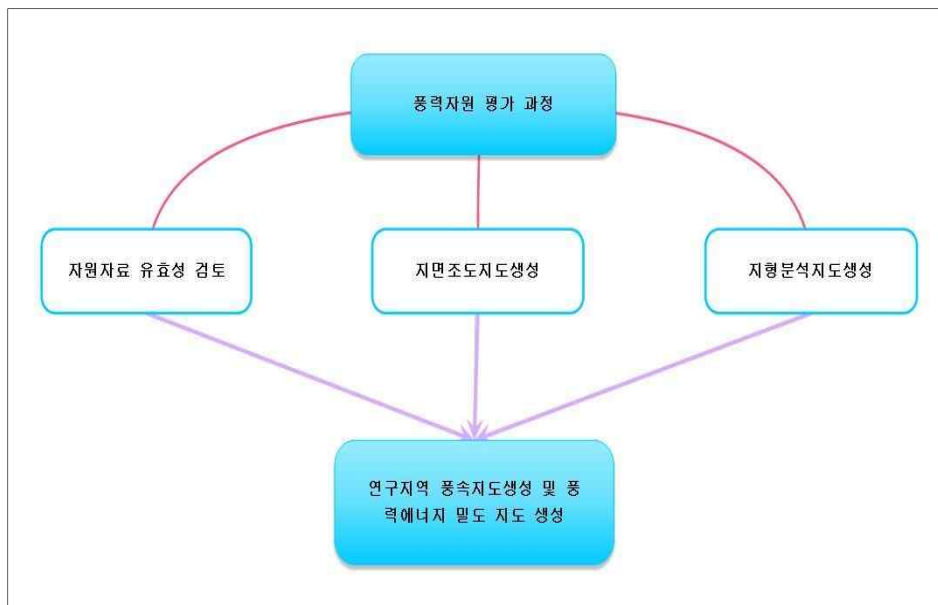 풍력자원 평가 과정
자원자료 유효성 검토
지면조도지도생성
지형분석지도생성
연구지역 풍속지도생성 및 풍
력에너지 밀도 지도 생성